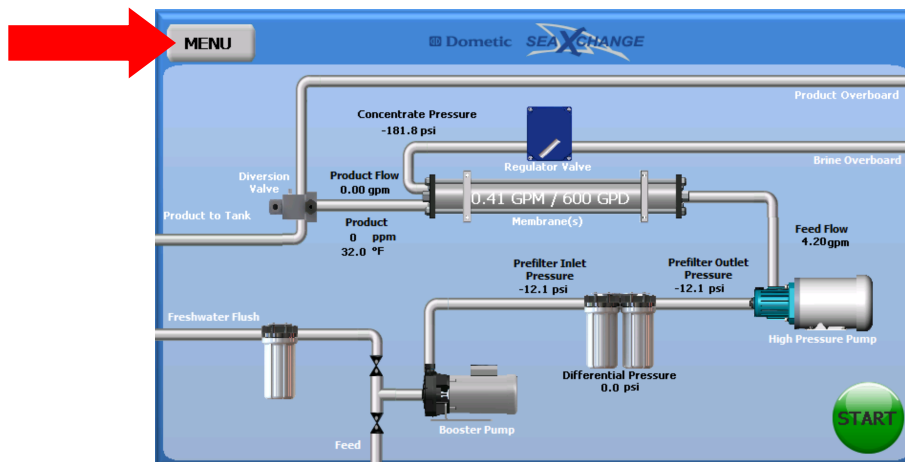 MENU
Dometic SEAXCHANGE
Product Overboard
Concentrate Pressure
-181.8 psi
Regulator Valve
Brine Overboard
Diversion
Valve
Product Flow
0.00 gpm
0.41 GPM / 600 GPD
Membrane(s)
Product to Tank
Product
0 ppm
32.0 °F
Feed Flow
4.20gpm
Prefilter Inlet
Pressure
-12.1 psi
Prefilter Outlet
Pressure
-12.1 psi
Freshwater Flush
High Pressure Pump
Differential Pressure
0.0 psi
START
Booster Pump
Feed